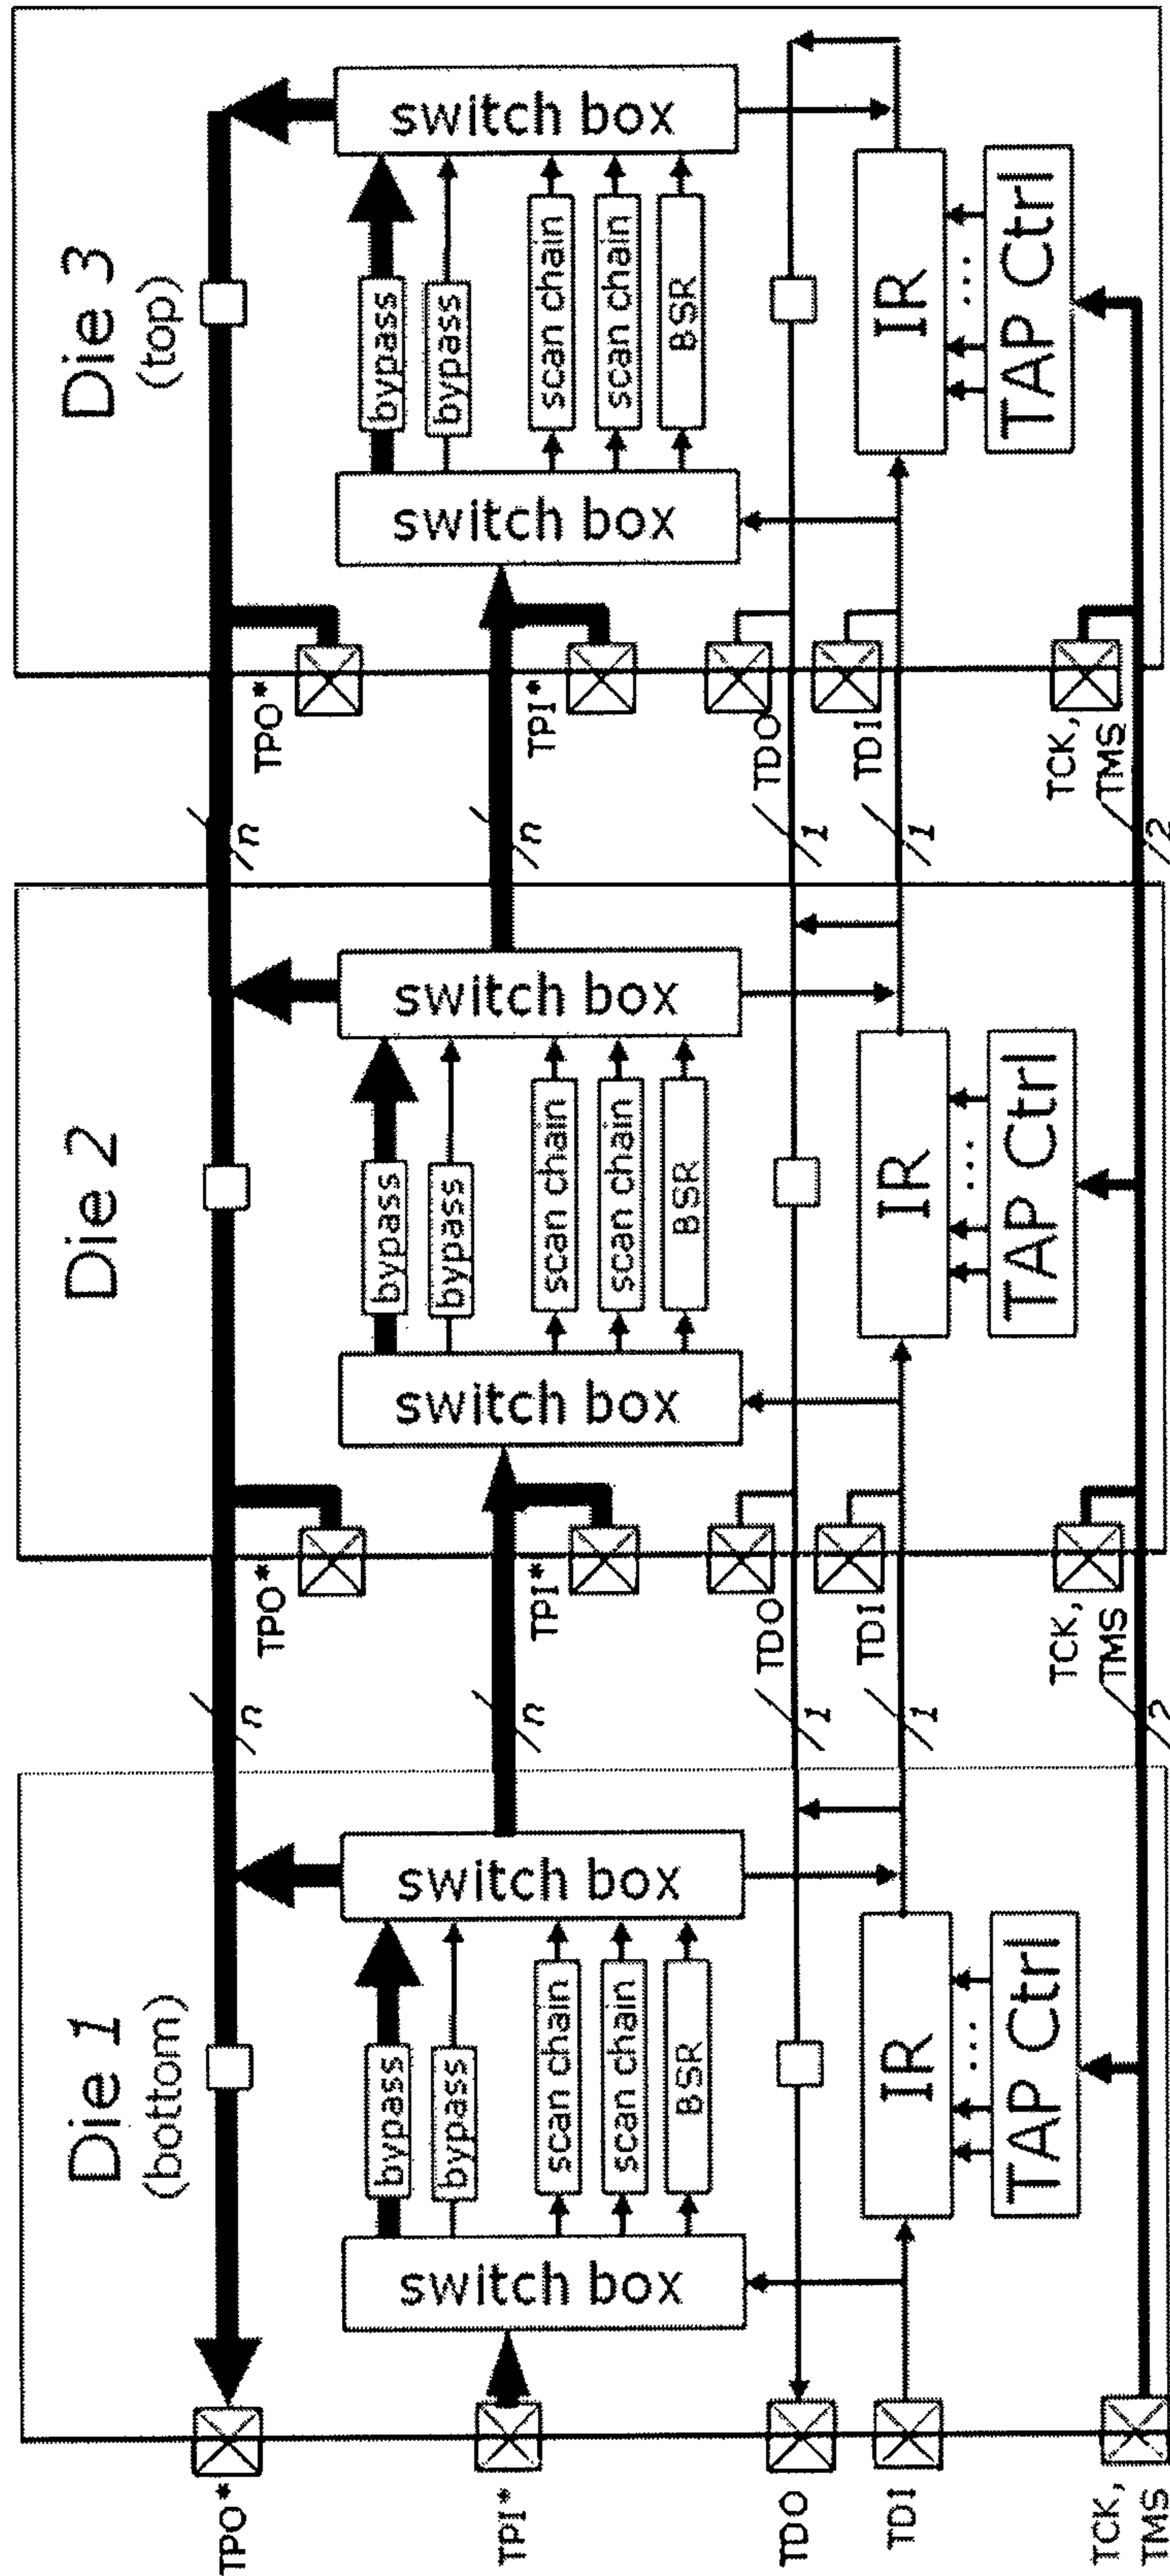 Die 1
(bottom)
TPO*
TPI*
TDO
TDI
TCK,
TMS
switch box
bypass
bypass
scan chain
scan chain
BSR
switch box
IR
...
TAP Ctrl
n
n
1
1
2
Die 2
TPO*
TPI*
TDO
TDI
TCK,
TMS
switch box
bypass
bypass
scan chain
scan chain
BSR
switch box
IR
...
TAP Ctrl
n
n
1
1
2
Die 3
(top)
TPO*
TPI*
TDO
TDI
TCK,
TMS
switch box
bypass
bypass
scan chain
scan chain
BSR
switch box
IR
...
TAP Ctrl